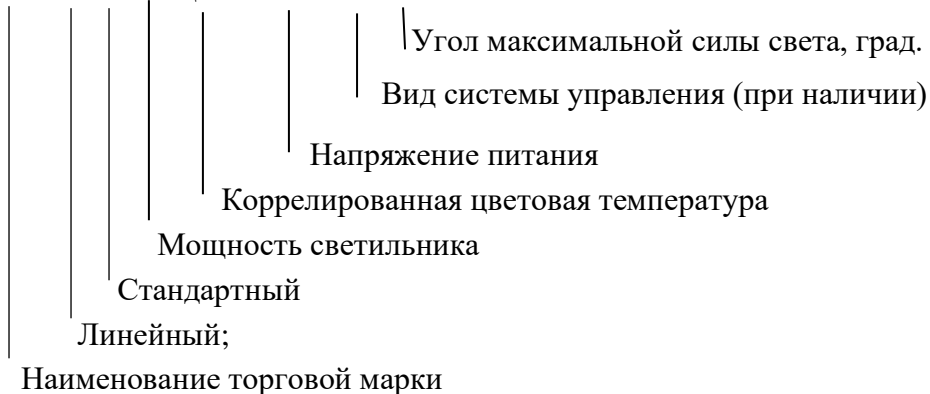 Угол максимальной силы света, град.
Вид системы управления (при наличии)
Напряжение питания
Коррелированная цветовая температура
Мощность светильника
Стандартный
Линейный;
Наименование торговой марки